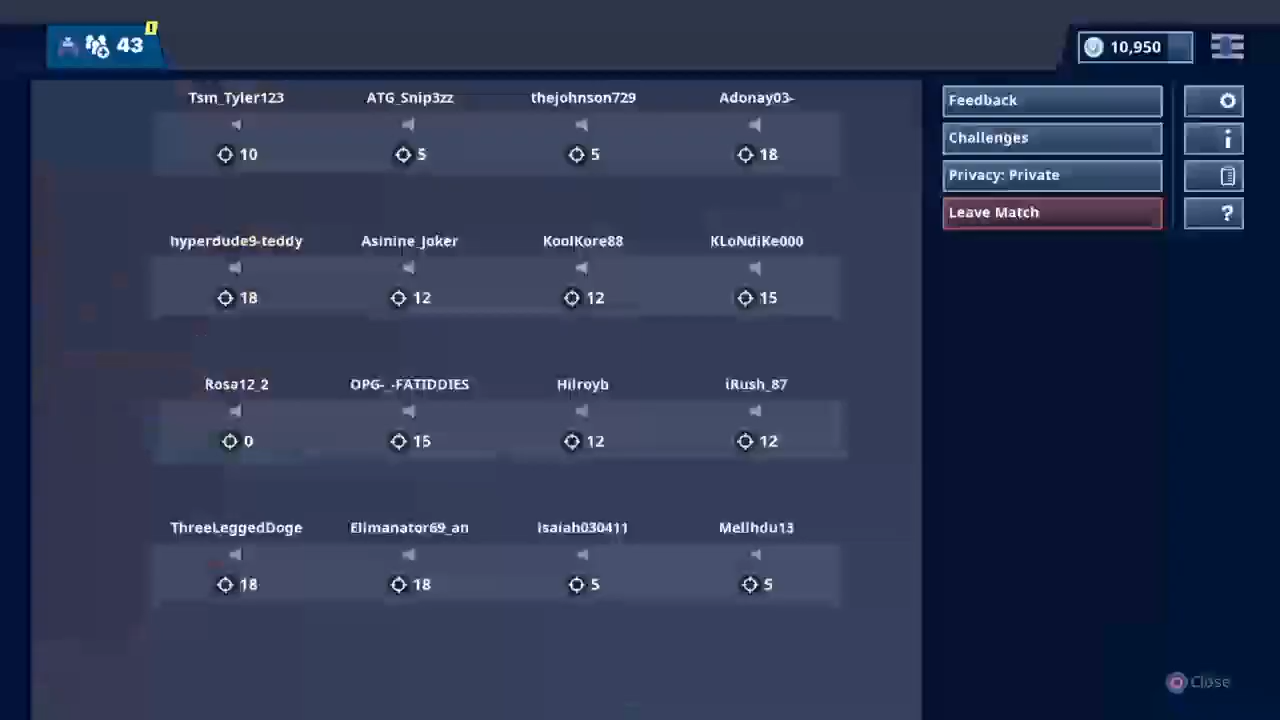 43
!
10,950
Tsm_Tyler123 ATG_Snip3zz thejohnson729 Adonay03-
10 5 5 18
hyperdude9-teddy Asinine_Joker KoolKore88 KLoNdiKe000
18 12 12 15
Rosa12_2 OPG-_-FATIDDIES Hilroyb iRush_87
0 15 12 12
ThreeLeggedDoge Elimanator69_an isaiah030411 Mellhdu13
18 18 5 5
Feedback
Challenges
Privacy: Private
Leave Match
i
?
Close